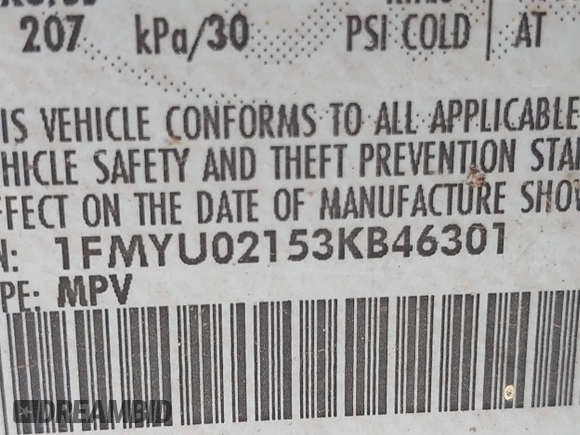 207 kPa/30 PSI COLD AT
IS VEHICLE CONFORMS TO ALL APPLICABLE
HICLE SAFETY AND THEFT PREVENTION STA
FFECT ON THE DATE OF MANUFACTURE SHO
N: 1FMYU02153KB46301
PE: MPV
DREAMBID